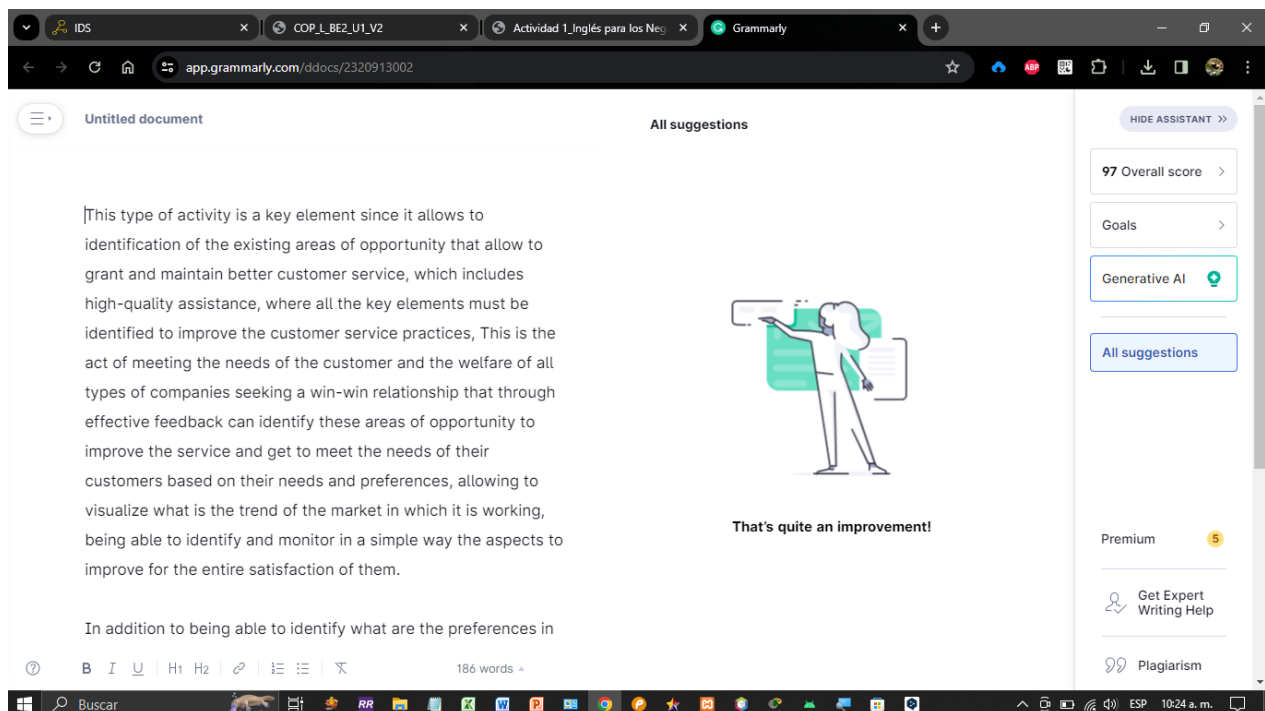 IDS
COP_L_BE2_U1_V2
Actividad 1_Inglés para los Neg
Grammarly
app.grammarly.com/ddocs/2320913002
ABP
Untitled document
All suggestions
HIDE ASSISTANT
This type of activity is a key element since it allows to
identification of the existing areas of opportunity that allow to
grant and maintain better customer service, which includes
high-quality assistance, where all the key elements must be
identified to improve the customer service practices, This is the
act of meeting the needs of the customer and the welfare of all
types of companies seeking a win-win relationship that through
effective feedback can identify these areas of opportunity to
improve the service and get to meet the needs of their
customers based on their needs and preferences, allowing to
visualize what is the trend of the market in which it is working,
being able to identify and monitor in a simple way the aspects to
improve for the entire satisfaction of them.
In addition to being able to identify what are the preferences in
That's quite an improvement!
97 Overall score
Goals
Generative AI
All suggestions
Premium 5
Get Expert
Writing Help
Plagiarism
B I U H1 H2
186 words
Buscar
RR
ESP 10:24 a. m.